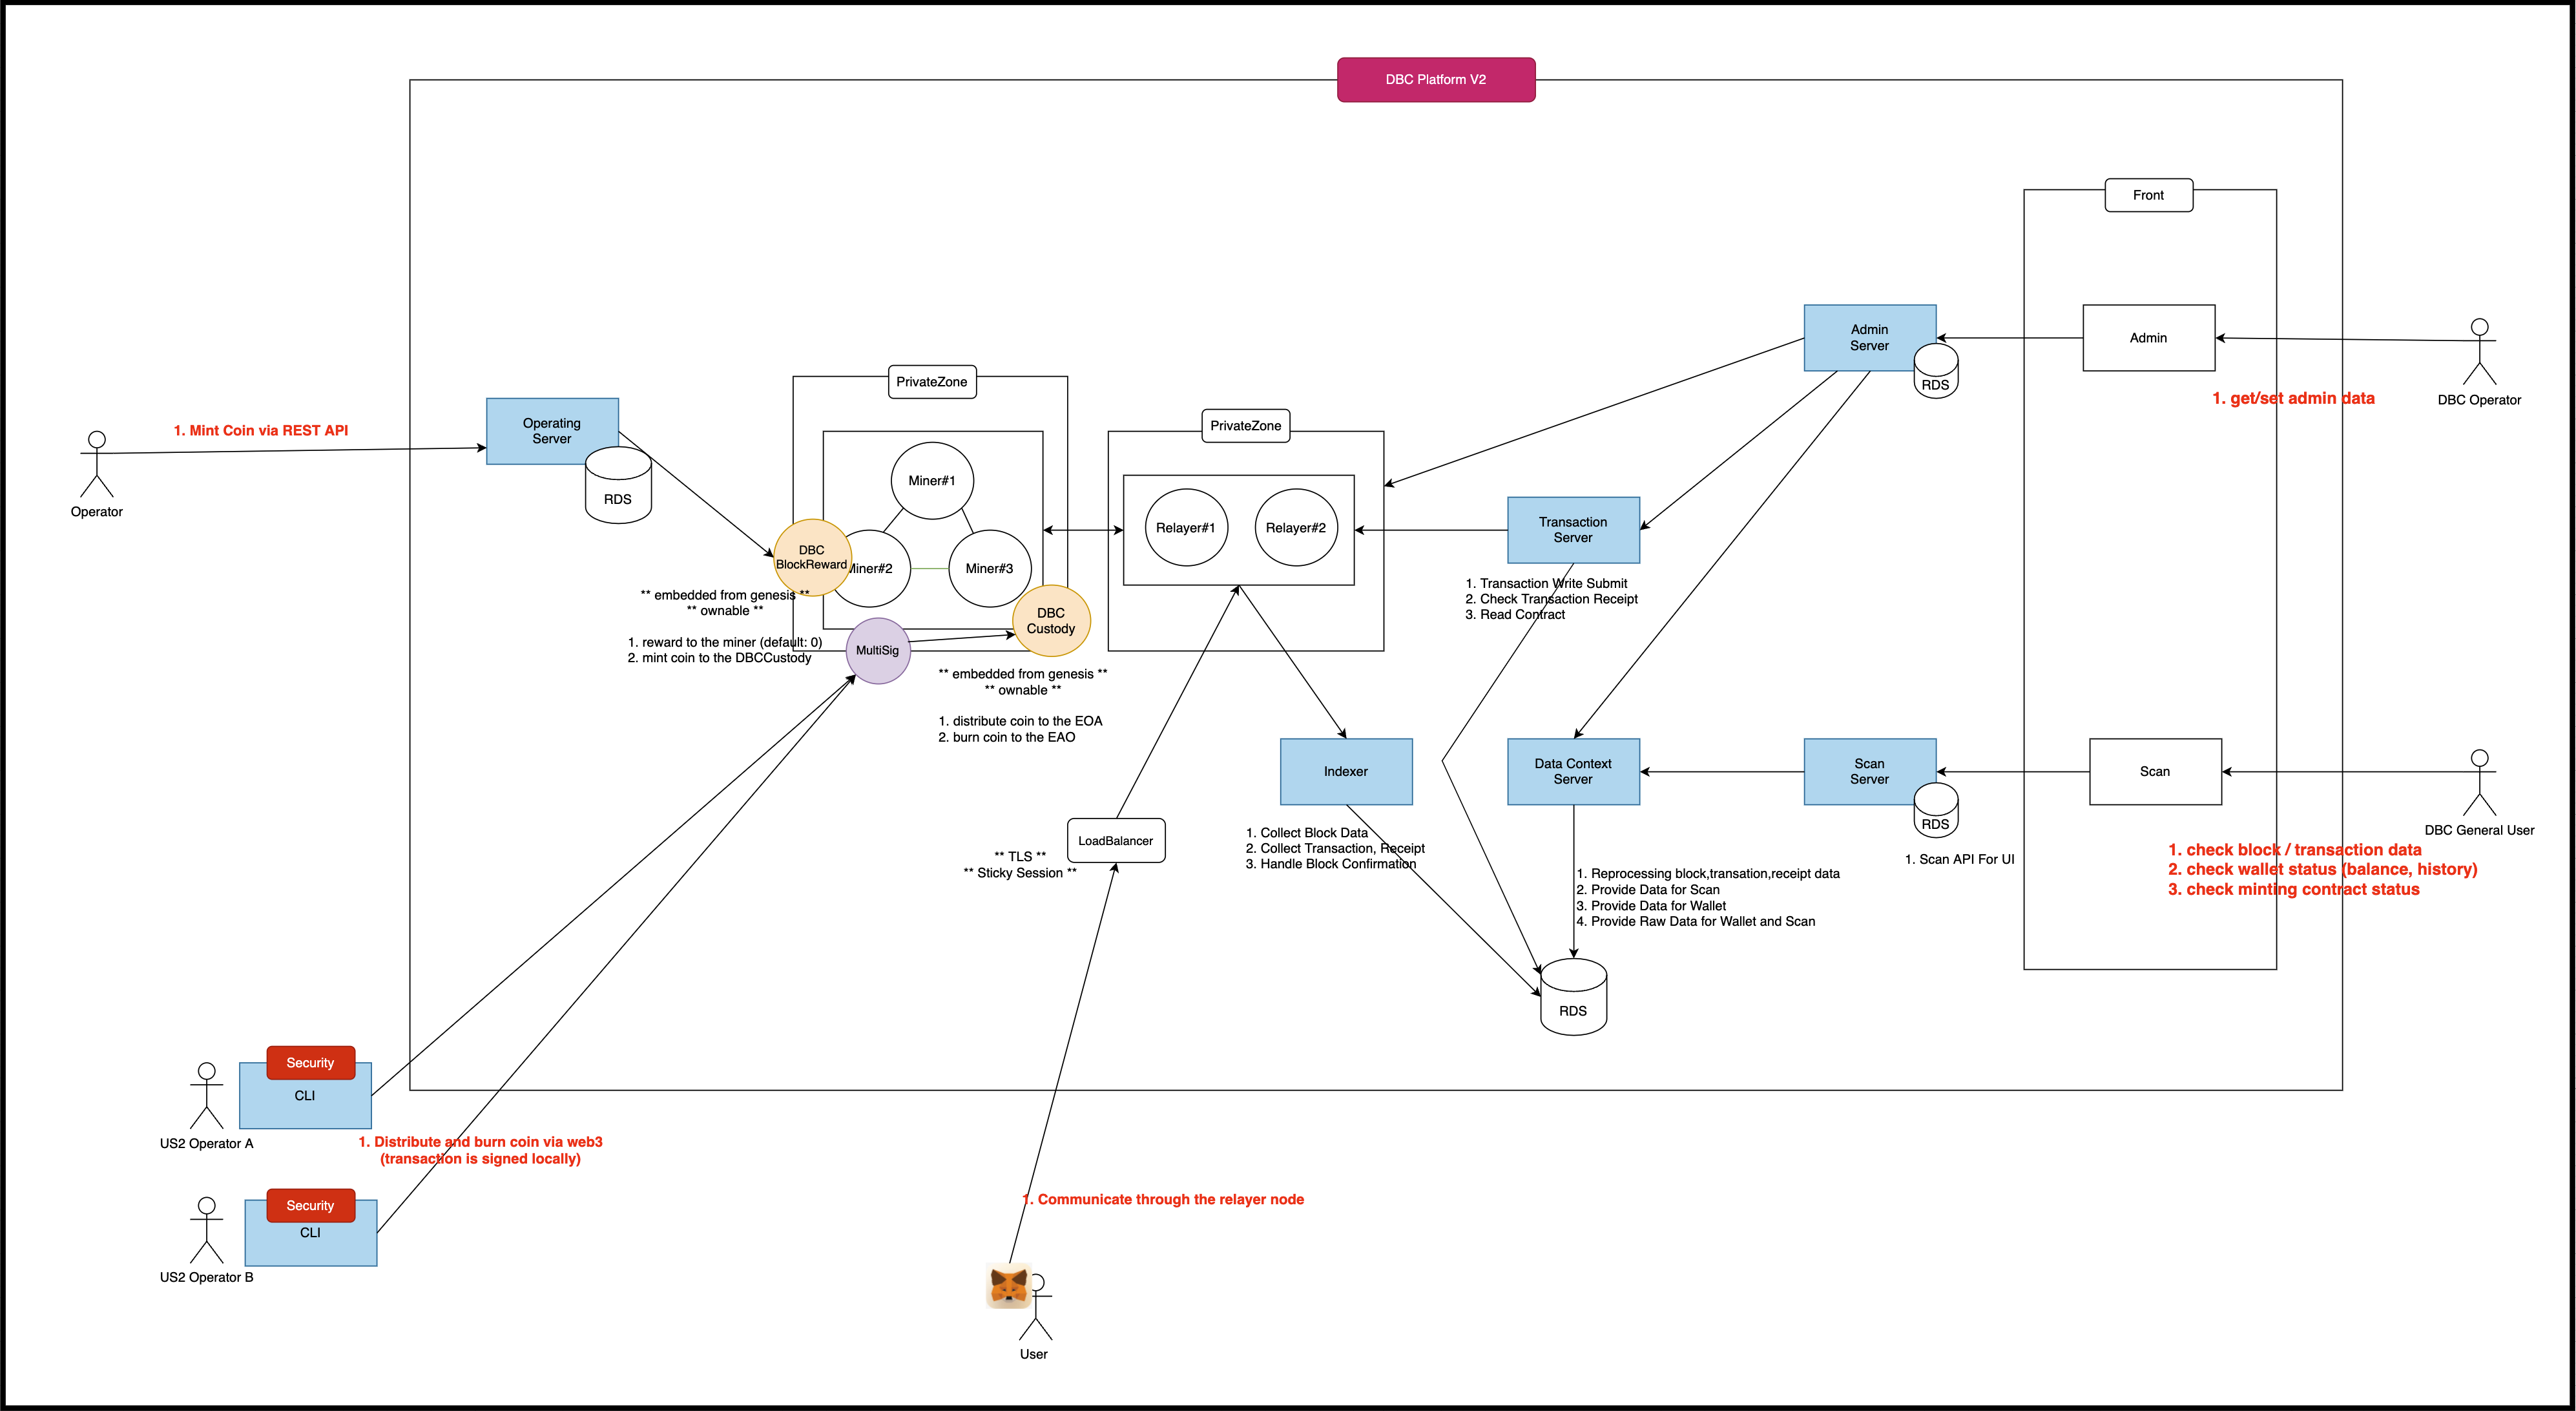 DBC Platform V2
Front
Admin
Server
RDS
Admin
1. get/set admin data
DBC Operator
1. Mint Coin via REST API
Operator
Operating
Server
RDS
PrivateZone
Miner#1
Miner#2
Miner#3
DBC
BlockReward
** embedded from genesis **
** ownable **
1. reward to the miner (default: 0)
2. mint coin to the DBCCustody
MultiSig
DBC
Custody
** embedded from genesis **
** ownable **
1. distribute coin to the EOA
2. burn coin to the EAO
PrivateZone
Relayer#1
Relayer#2
Transaction
Server
1. Transaction Write Submit
2. Check Transaction Receipt
3. Read Contract
Indexer
1. Collect Block Data
2. Collect Transaction, Receipt
3. Handle Block Confirmation
Data Context
Server
1. Reprocessing block,transation,receipt data
2. Provide Data for Scan
3. Provide Data for Wallet
4. Provide Raw Data for Wallet and Scan
RDS
Scan
Server
RDS
1. Scan API For UI
Scan
DBC General User
1. check block / transaction data
2. check wallet status (balance, history)
3. check minting contract status
LoadBalancer
** TLS **
** Sticky Session **
Security
CLI
US2 Operator A
1. Distribute and burn coin via web3
(transaction is signed locally)
Security
CLI
US2 Operator B
1. Communicate through the relayer node
User